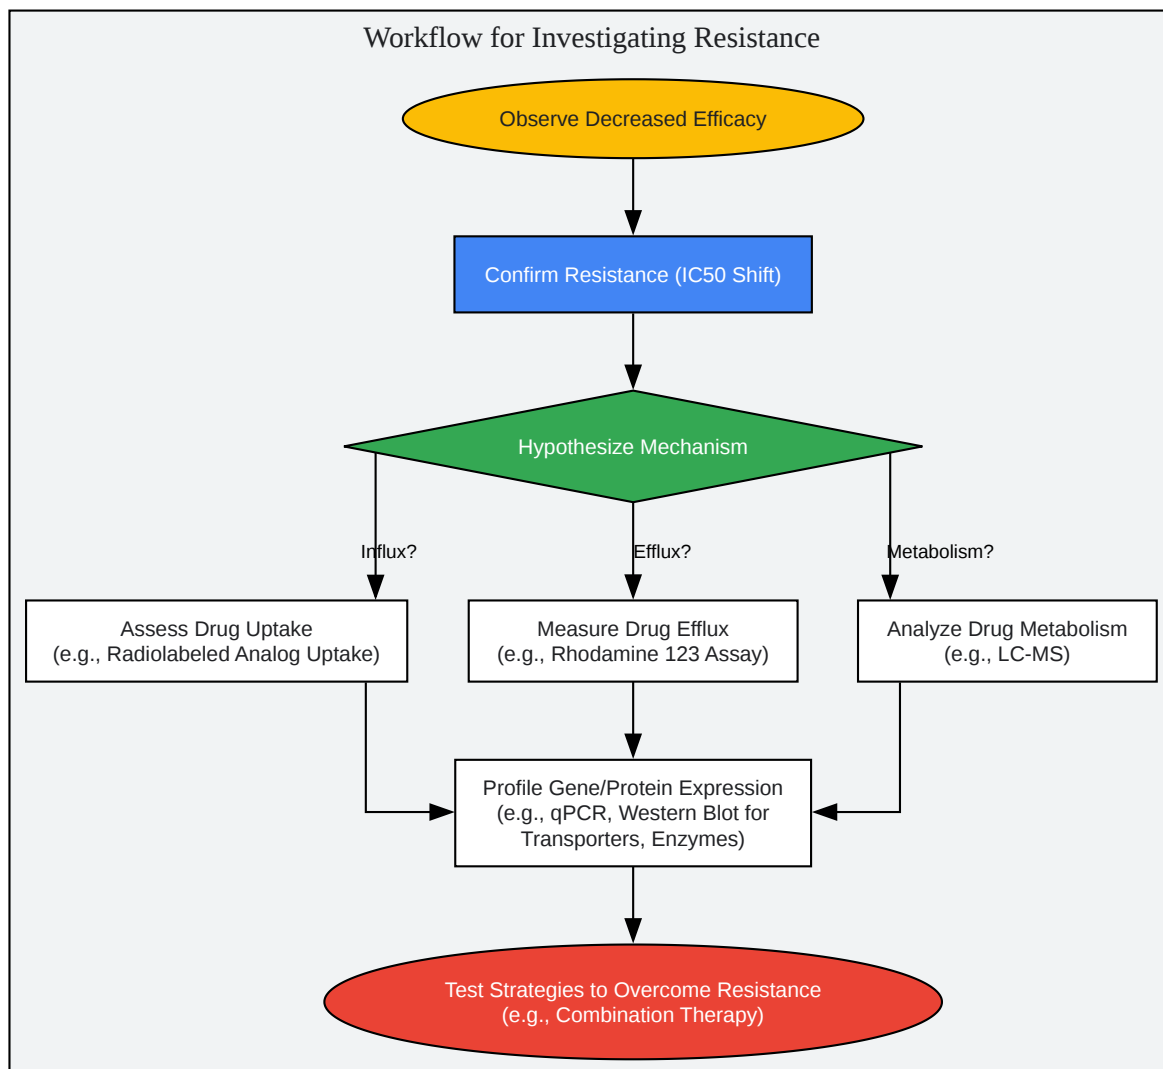 Workflow for Investigating Resistance
Observe Decreased Efficacy
Confirm Resistance (IC50 Shift)
Hypothesize Mechanism
Influx?
Efflux?
Metabolism?
Assess Drug Uptake
(e.g., Radiolabeled Analog Uptake)
Measure Drug Efflux
(e.g., Rhodamine 123 Assay)
Analyze Drug Metabolism
(e.g., LC-MS)
Profile Gene/Protein Expression
(e.g., qPCR, Western Blot for
Transporters, Enzymes)
Test Strategies to Overcome Resistance
(e.g., Combination Therapy)